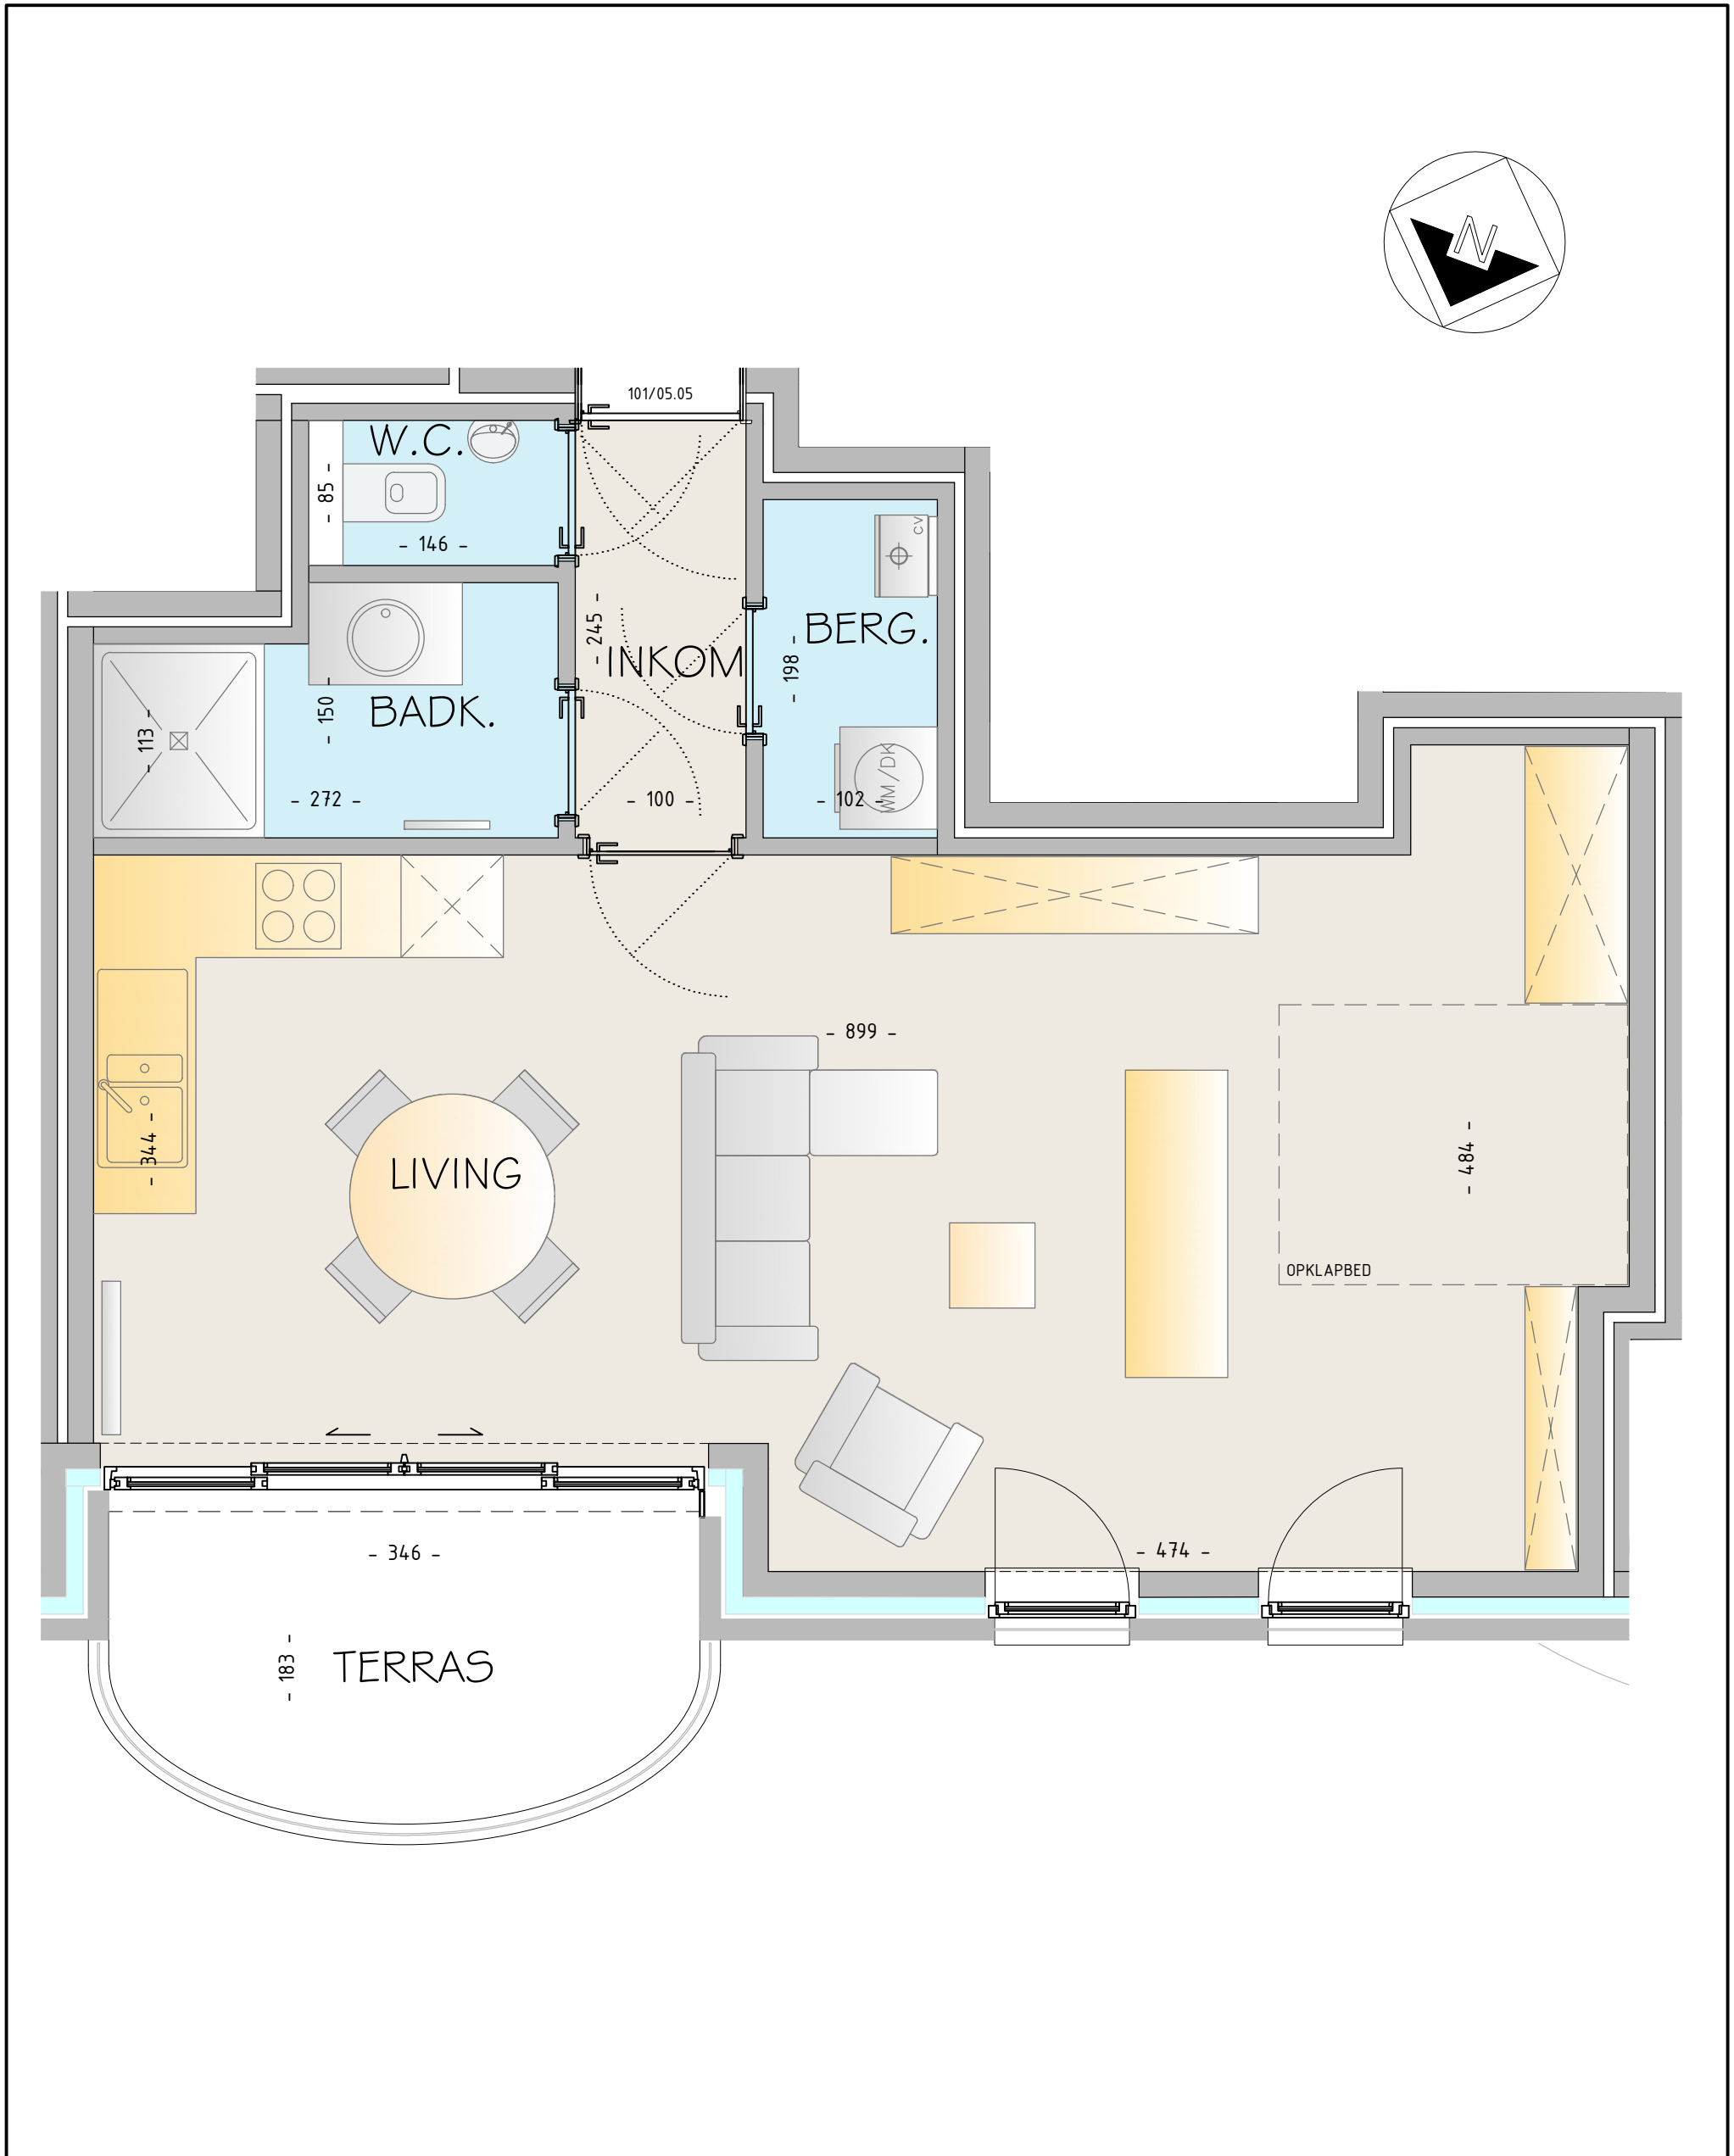 N
101/05.05
W.C.
- 85 -
- 146 -
CV
BERG.
- 245 -
INKOM
- 198 -
BADK.
- 150 -
- 113 -
- 272 -
- 100 -
- 102 -
WM/DK
- 899 -
- 344 -
LIVING
- 484 -
OPKLAPBED
- 346 -
- 474 -
- 183 -
TERRAS